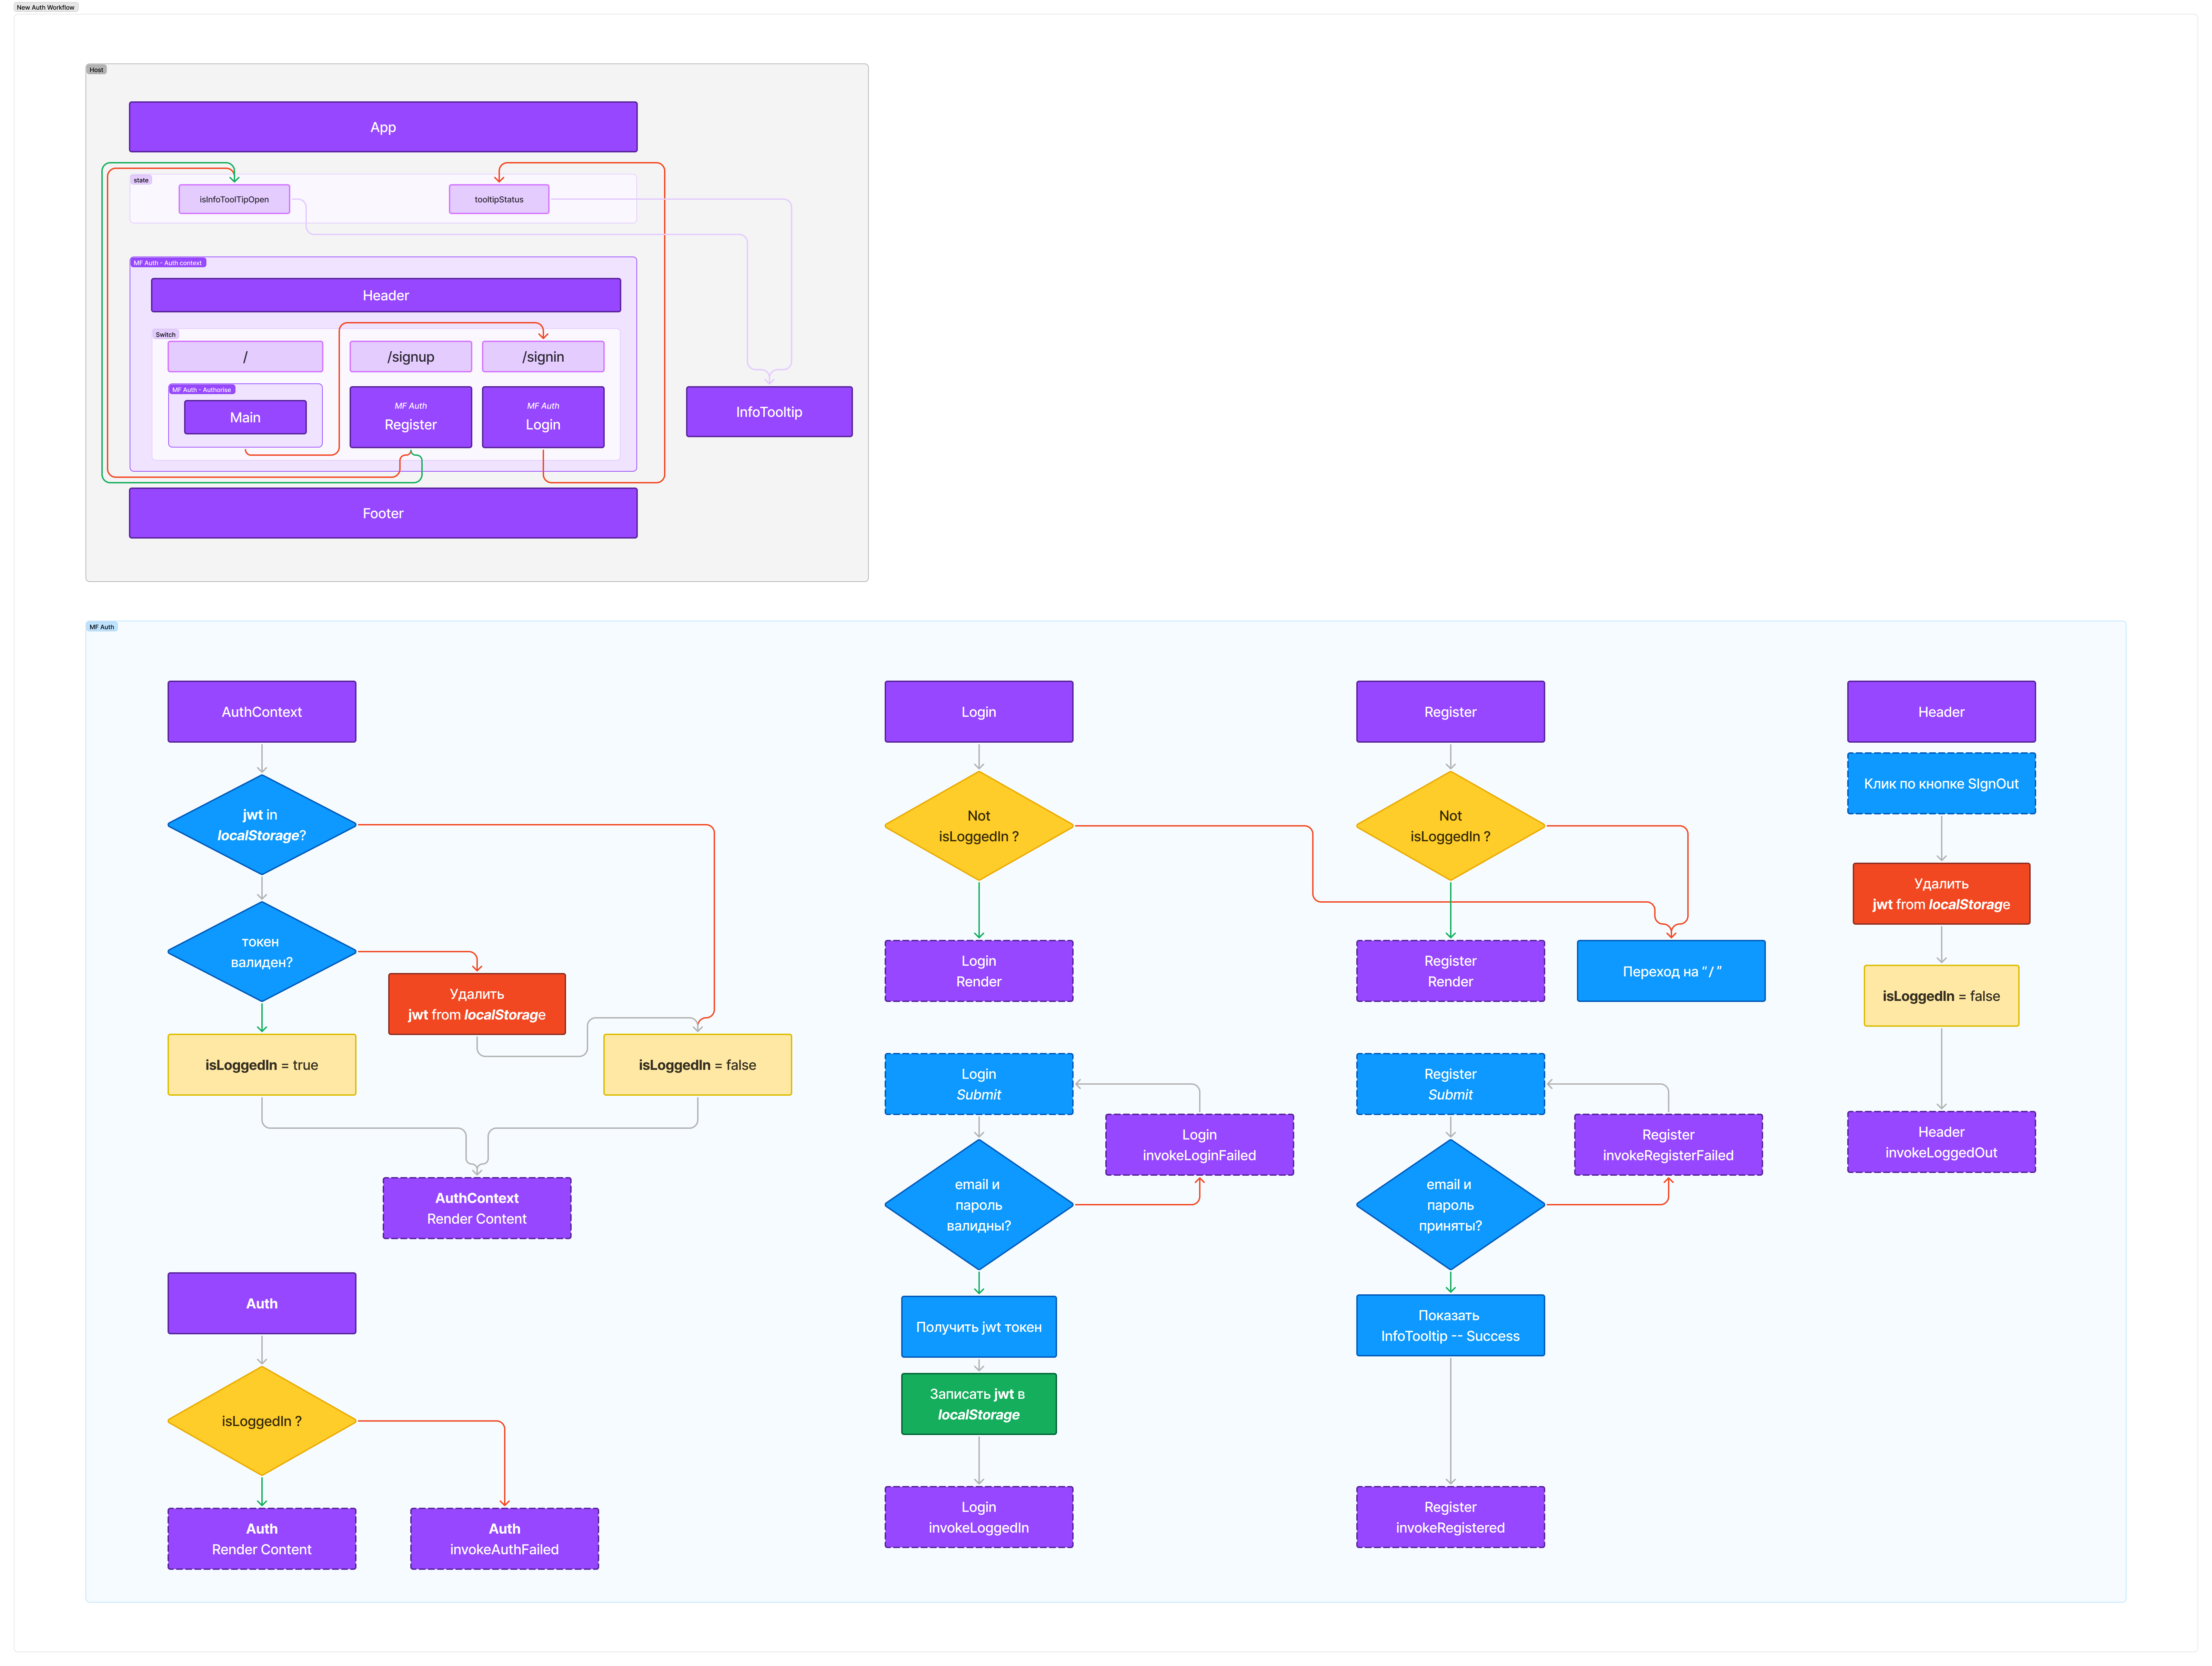 New Auth Workflow
Host
App
state
isInfoToolTipOpen
tooltipStatus
MF Auth - Auth context
Header
Switch
/
/signup
/signin
MF Auth - Authorise
Main
MF Auth
Register
MF Auth
Login
InfoTooltip
Footer
MF Auth
AuthContext
jwt in
localStorage?
токен
валиден?
Удалить
jwt from localStorage
isLoggedIn = true
isLoggedIn = false
AuthContext
Render Content
Auth
isLoggedIn ?
Auth
Render Content
Auth
invokeAuthFailed
Login
Not
isLoggedIn ?
Login
Render
Login
Submit
Login
invokeLoginFailed
email и
пароль
валидны?
Получить jwt токен
Записать jwt в
localStorage
Login
invokeLoggedIn
Register
Not
isLoggedIn ?
Register
Render
Переход на “ / ”
Register
Submit
Register
invokeRegisterFailed
email и
пароль
приняты?
Показать
InfoTooltip -- Success
Register
invokeRegistered
Header
Клик по кнопке SIgnOut
Удалить
jwt from localStorage
isLoggedIn = false
Header
invokeLoggedOut